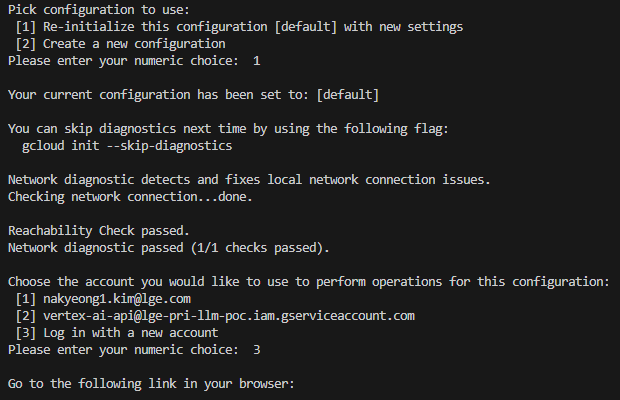 Pick configuration to use:
[1] Re-initialize this configuration [default] with new settings
[2] Create a new configuration
Please enter your numeric choice:  1
Your current configuration has been set to: [default]
You can skip diagnostics next time by using the following flag:
gcloud init --skip-diagnostics
Network diagnostic detects and fixes local network connection issues.
Checking network connection...done.
Reachability Check passed.
Network diagnostic passed (1/1 checks passed).
Choose the account you would like to use to perform operations for this configuration:
[1] nakyeong1.kim@lge.com
[2] vertex-ai-api@lge-pri-llm-poc.iam.gserviceaccount.com
[3] Log in with a new account
Please enter your numeric choice:  3
Go to the following link in your browser: